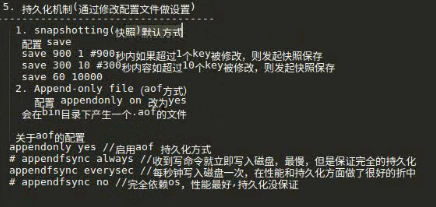 5. 持久化机制(通过修改配置文件做设置)
----------------------------------------
1. snapshotting(快照)默认方式
配置 save
save 900 1 #900秒内如果超过1个key被修改，则发起快照保存
save 300 10 #300秒内容如超过10个key被修改，则发起快照保存
save 60 10000
2. Append-only file (aof方式)
配置 appendonly on 改为yes
会在bin目录下产生一个.aof的文件
关于aof的配置
appendonly yes //启用aof 持久化方式
# appendfsync always //收到写命令就立即写入磁盘，最慢，但是保证完全的持久化
appendfsync everysec //每秒钟写入磁盘一次，在性能和持久化方面做了很好的折中
# appendfsync no //完全依赖os，性能最好,持久化没保证